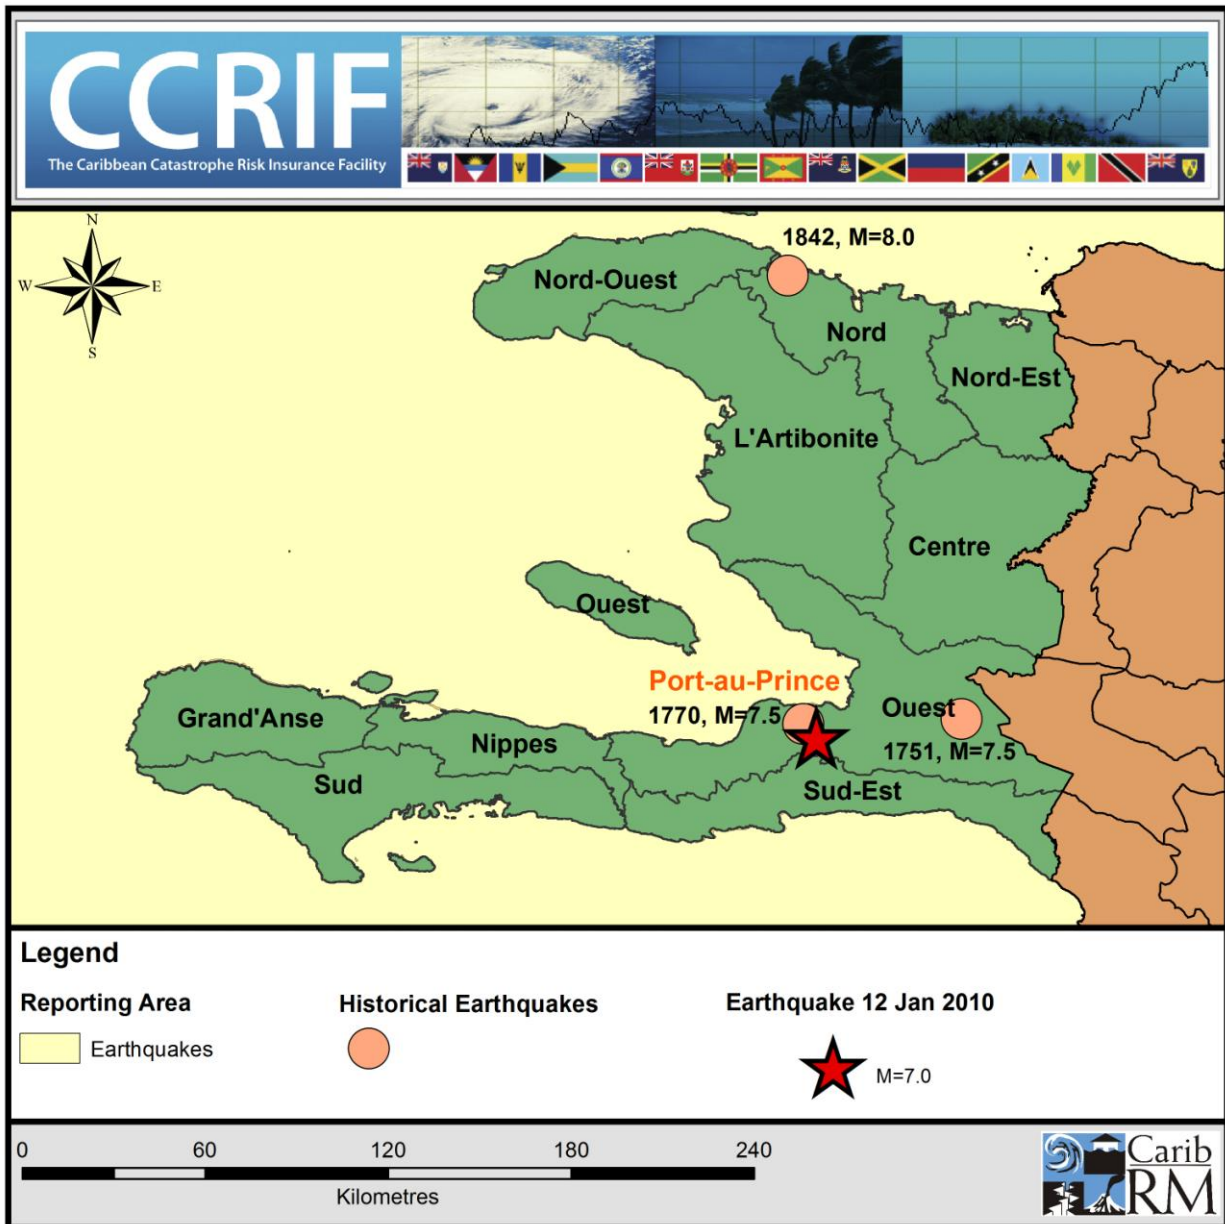 CCRIF
The Caribbean Catastrophe Risk Insurance Facility
N
W
E
S
1842, M=8.0
Nord-Ouest
Nord
Nord-Est
L'Artibonite
Centre
Ouest
Port-au-Prince
1770, M=7.5
Ouest
1751, M=7.5
Grand'Anse
Nippes
Sud
Sud-Est
Legend
Reporting Area
Earthquakes
Historical Earthquakes
Earthquake 12 Jan 2010
M=7.0
0 60 120 180 240
Kilometres
Carib
RM